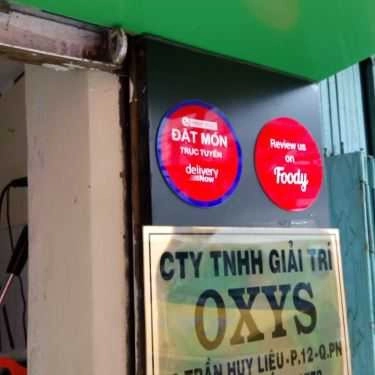 ĐẶT MÓN
TRỰC TUYẾN
delivery
Now
Review us
on
Foody
CTY TNHH GIẢI TRÍ
OXYS
TRẦN HUY LIỆU-P.12-Q.PN